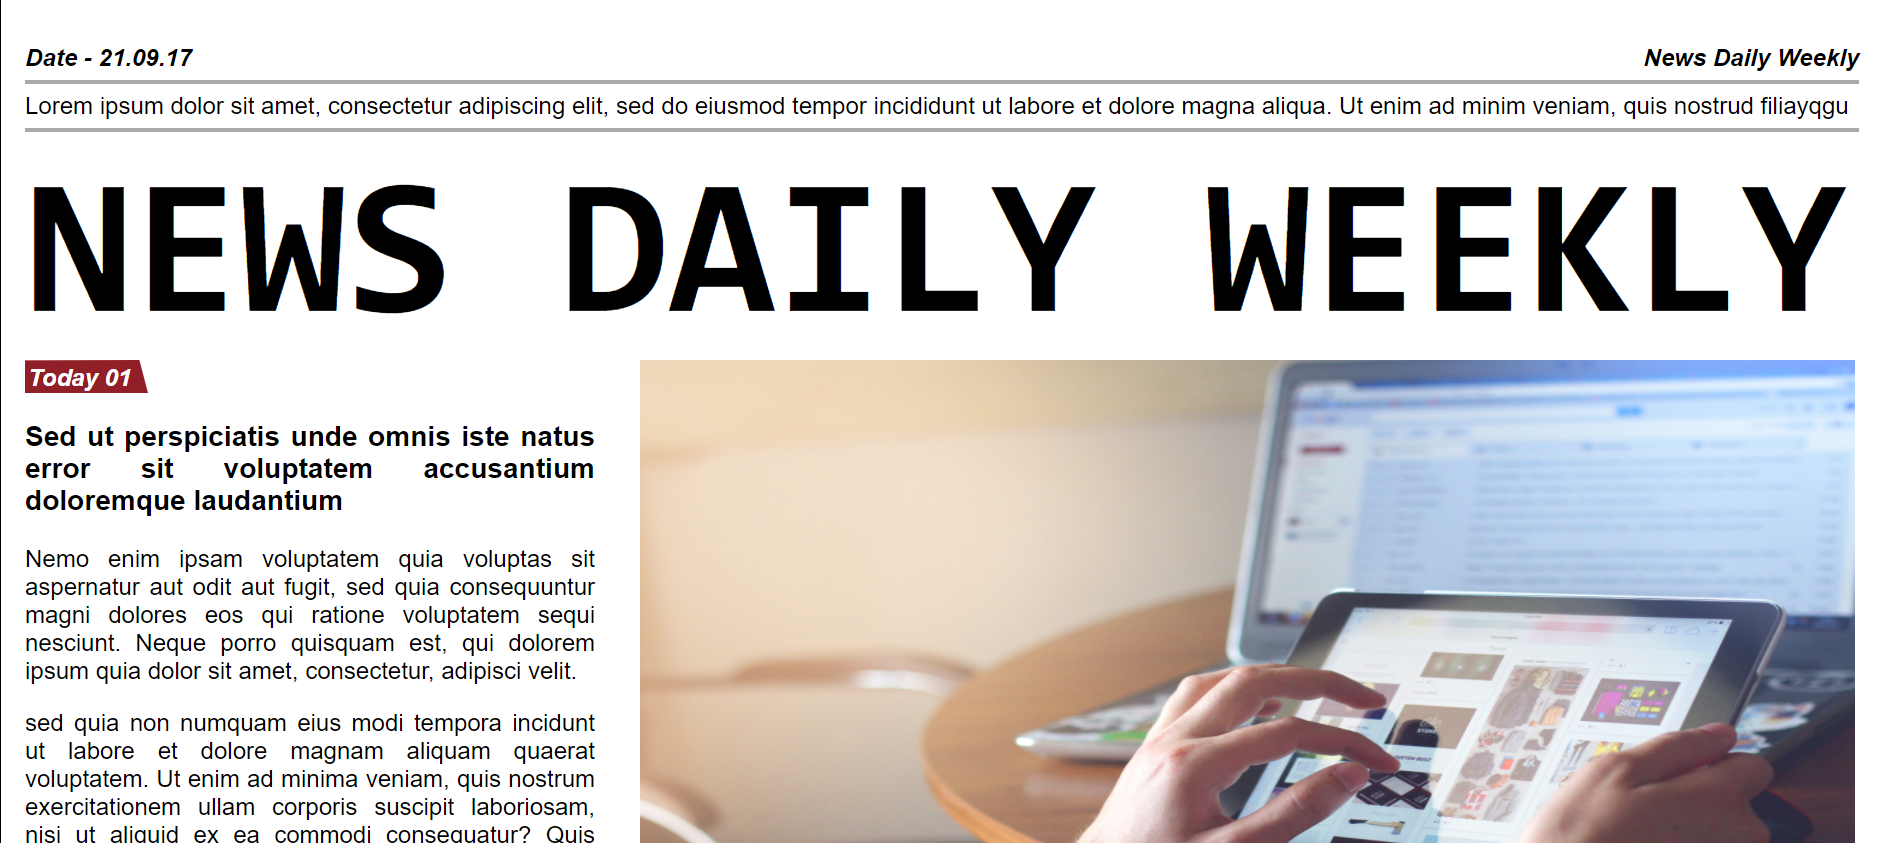 Date - 21.09.17
News Daily Weekly
Lorem ipsum dolor sit amet, consectetur adipiscing elit, sed do eiusmod tempor incididunt ut labore et dolore magna aliqua. Ut enim ad minim veniam, quis nostrud filiayqgu
NEWS DAILY WEEKLY
Today 01
Sed ut perspiciatis unde omnis iste natus
error sit voluptatem accusantium
doloremque laudantium
Nemo enim ipsam voluptatem quia voluptas sit
aspernatur aut odit aut fugit, sed quia consequuntur
magni dolores eos qui ratione voluptatem sequi
nesciunt. Neque porro quisquam est, qui dolorem
ipsum quia dolor sit amet, consectetur, adipisci velit.
sed quia non numquam eius modi tempora incidunt
ut labore et dolore magnam aliquam quaerat
voluptatem. Ut enim ad minima veniam, quis nostrum
exercitationem ullam corporis suscipit laboriosam,
nisi ut aliquid ex ea commodi consequatur? Quis